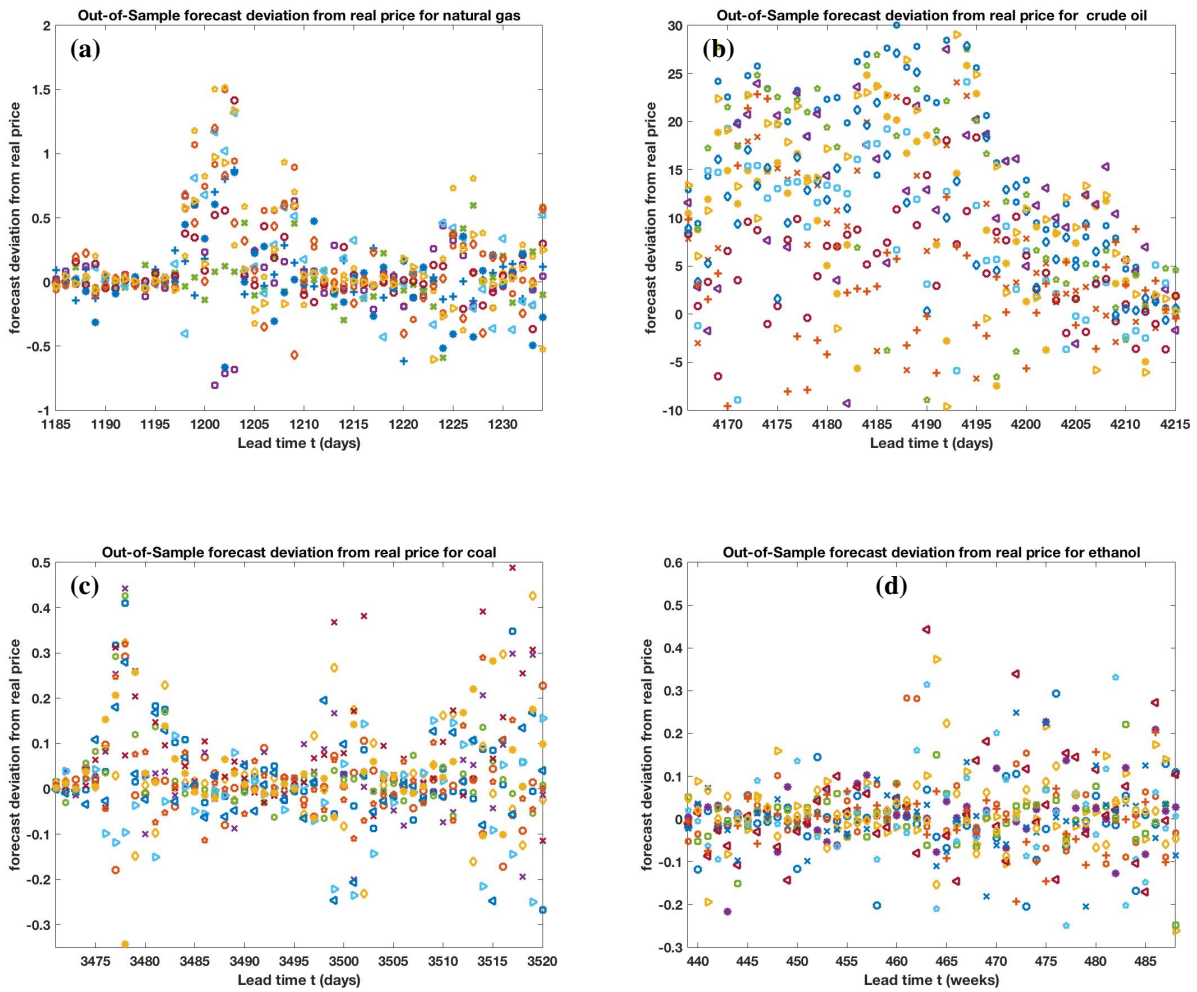 Out-of-Sample forecast deviation from real price for natural gas
(a)
forecast deviation from real price
2
1.5
1
0.5
0
-0.5
-1
1185 1190 1195 1200 1205 1210 1215 1220 1225 1230
Lead time t (days)
Out-of-Sample forecast deviation from real price for crude oil
(b)
forecast deviation from real price
30
25
20
15
10
5
0
-5
-10
4170 4175 4180 4185 4190 4195 4200 4205 4210 4215
Lead time t (days)
Out-of-Sample forecast deviation from real price for coal
(c)
forecast deviation from real price
0.5
0.4
0.3
0.2
0.1
0
-0.1
-0.2
-0.3
3475 3480 3485 3490 3495 3500 3505 3510 3515 3520
Lead time t (days)
Out-of-Sample forecast deviation from real price for ethanol
(d)
forecast deviation from real price
0.6
0.5
0.4
0.3
0.2
0.1
0
-0.1
-0.2
-0.3
440 445 450 455 460 465 470 475 480 485
Lead time t (weeks)